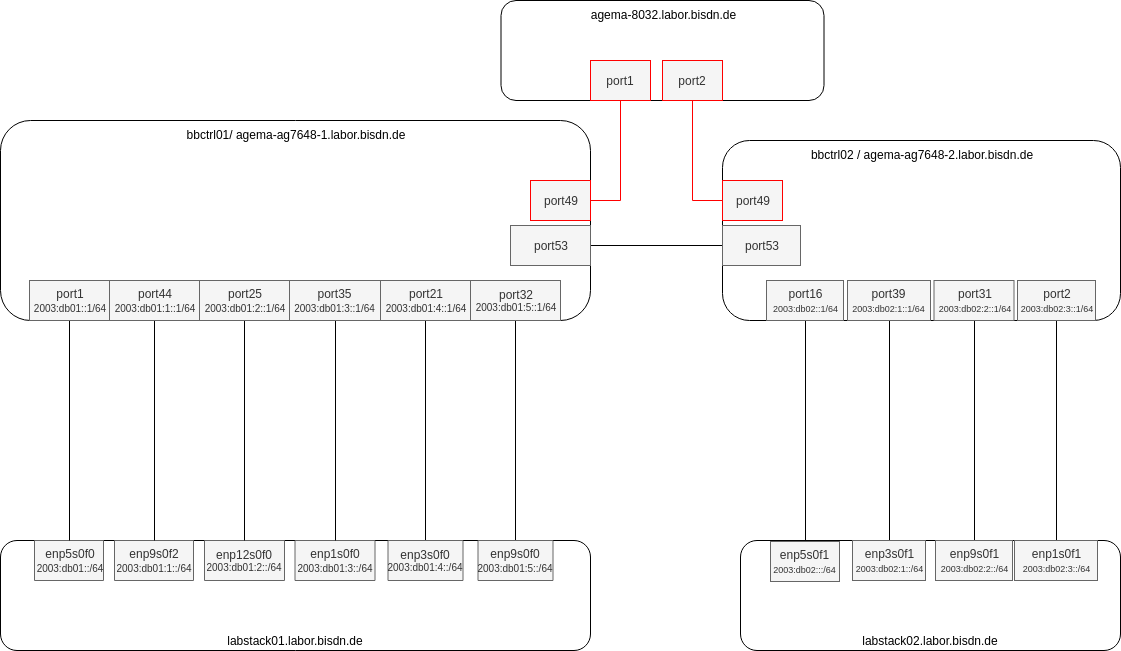 agema-8032.labor.bisdn.de
port1
port2
bbctrl01/ agema-ag7648-1.labor.bisdn.de
bbctrl02 / agema-ag7648-2.labor.bisdn.de
port49
port49
port53
port53
port1
2003:db01::1/64
port44
2003:db01:1::1/64
port25
2003:db01:2::1/64
port35
2003:db01:3::1/64
port21
2003:db01:4::1/64
port32
2003:db01:5::1/64
port16
2003:db02::1/64
port39
2003:db02:1::1/64
port31
2003:db02:2::1/64
port2
2003:db02:3::1/64
enp5s0f0
2003:db01::/64
enp9s0f2
2003:db01:1::/64
enp12s0f0
2003:db01:2::/64
enp1s0f0
2003:db01:3::/64
enp3s0f0
2003:db01:4::/64
enp9s0f0
2003:db01:5::/64
enp5s0f1
2003:db02:::/64
enp3s0f1
2003:db02:1::/64
enp9s0f1
2003:db02:2::/64
enp1s0f1
2003:db02:3::/64
labstack01.labor.bisdn.de
labstack02.labor.bisdn.de